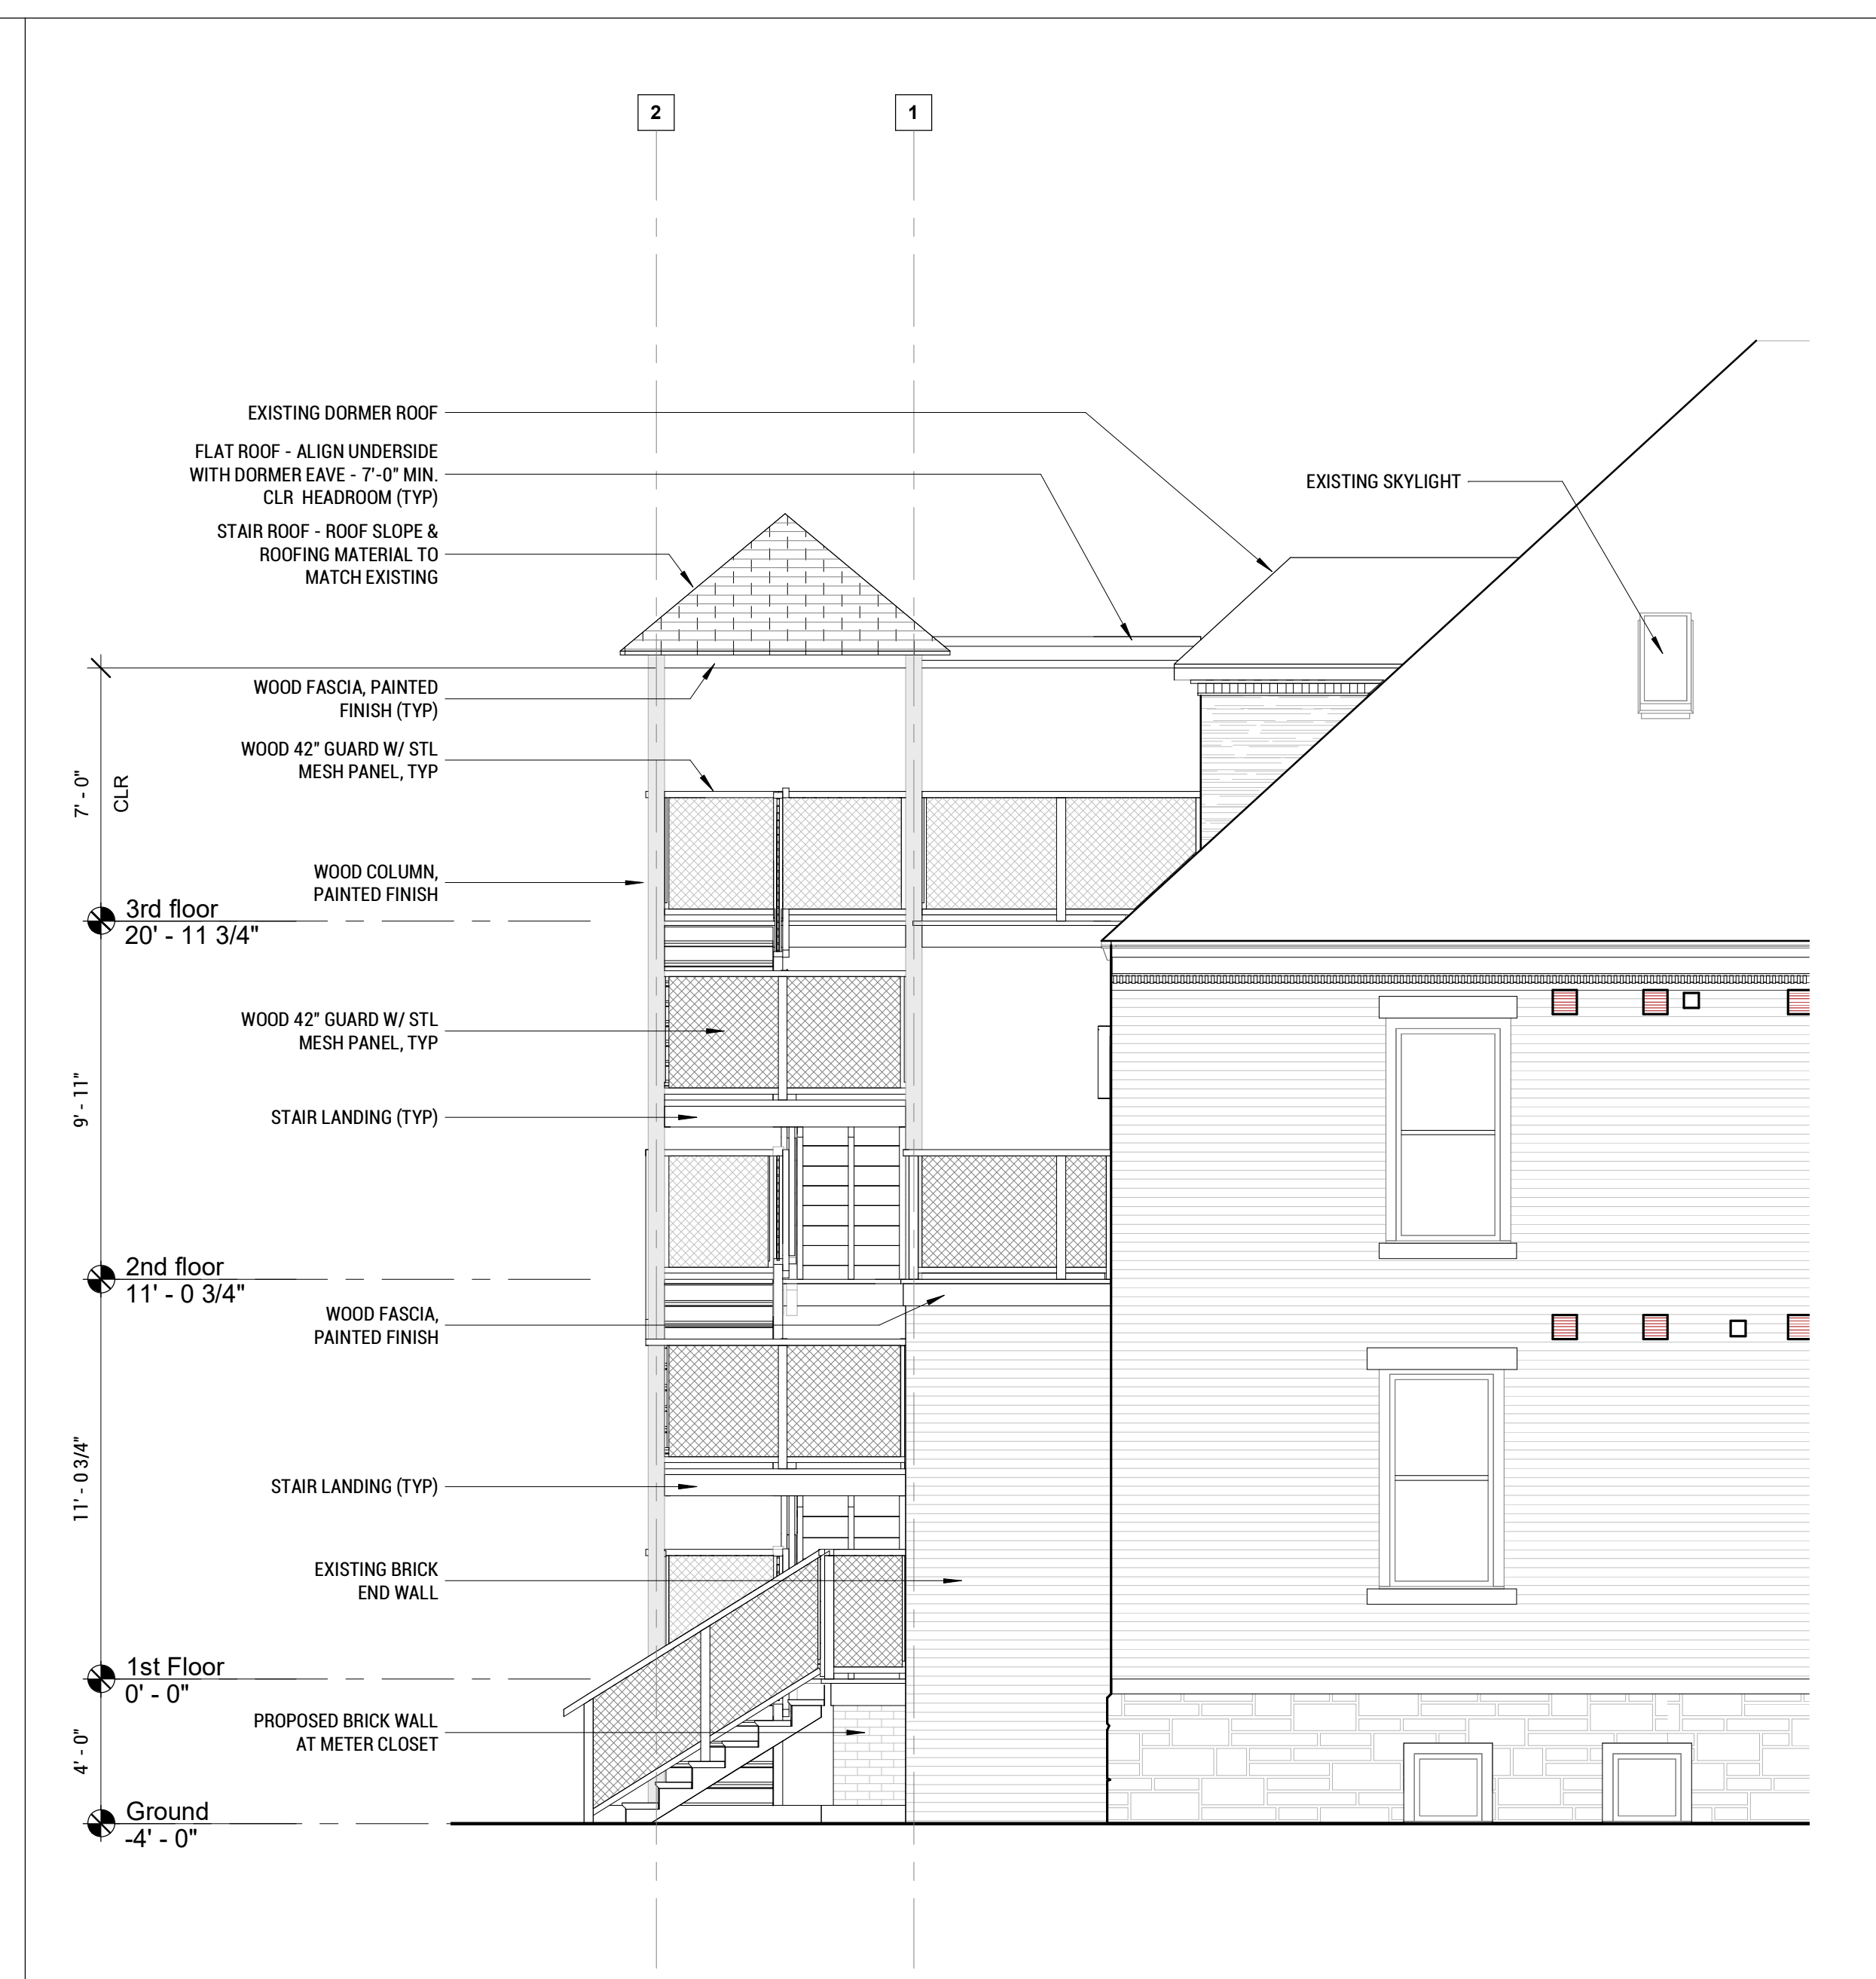 2
1
EXISTING DORMER ROOF
FLAT ROOF - ALIGN UNDERSIDE
WITH DORMER EAVE - 7'-0" MIN.
CLR HEADROOM (TYP)
EXISTING SKYLIGHT
STAIR ROOF - ROOF SLOPE &
ROOFING MATERIAL TO
MATCH EXISTING
WOOD FASCIA, PAINTED
FINISH (TYP)
WOOD 42" GUARD W/ STL
MESH PANEL, TYP
7' - 0"
CLR
WOOD COLUMN,
PAINTED FINISH
3rd floor
20' - 11 3/4"
WOOD 42" GUARD W/ STL
MESH PANEL, TYP
9' - 11"
STAIR LANDING (TYP)
2nd floor
11' - 0 3/4"
WOOD FASCIA,
PAINTED FINISH
11' - 0 3/4"
STAIR LANDING (TYP)
EXISTING BRICK
END WALL
1st Floor
0' - 0"
PROPOSED BRICK WALL
AT METER CLOSET
4' - 0"
Ground
-4' - 0"